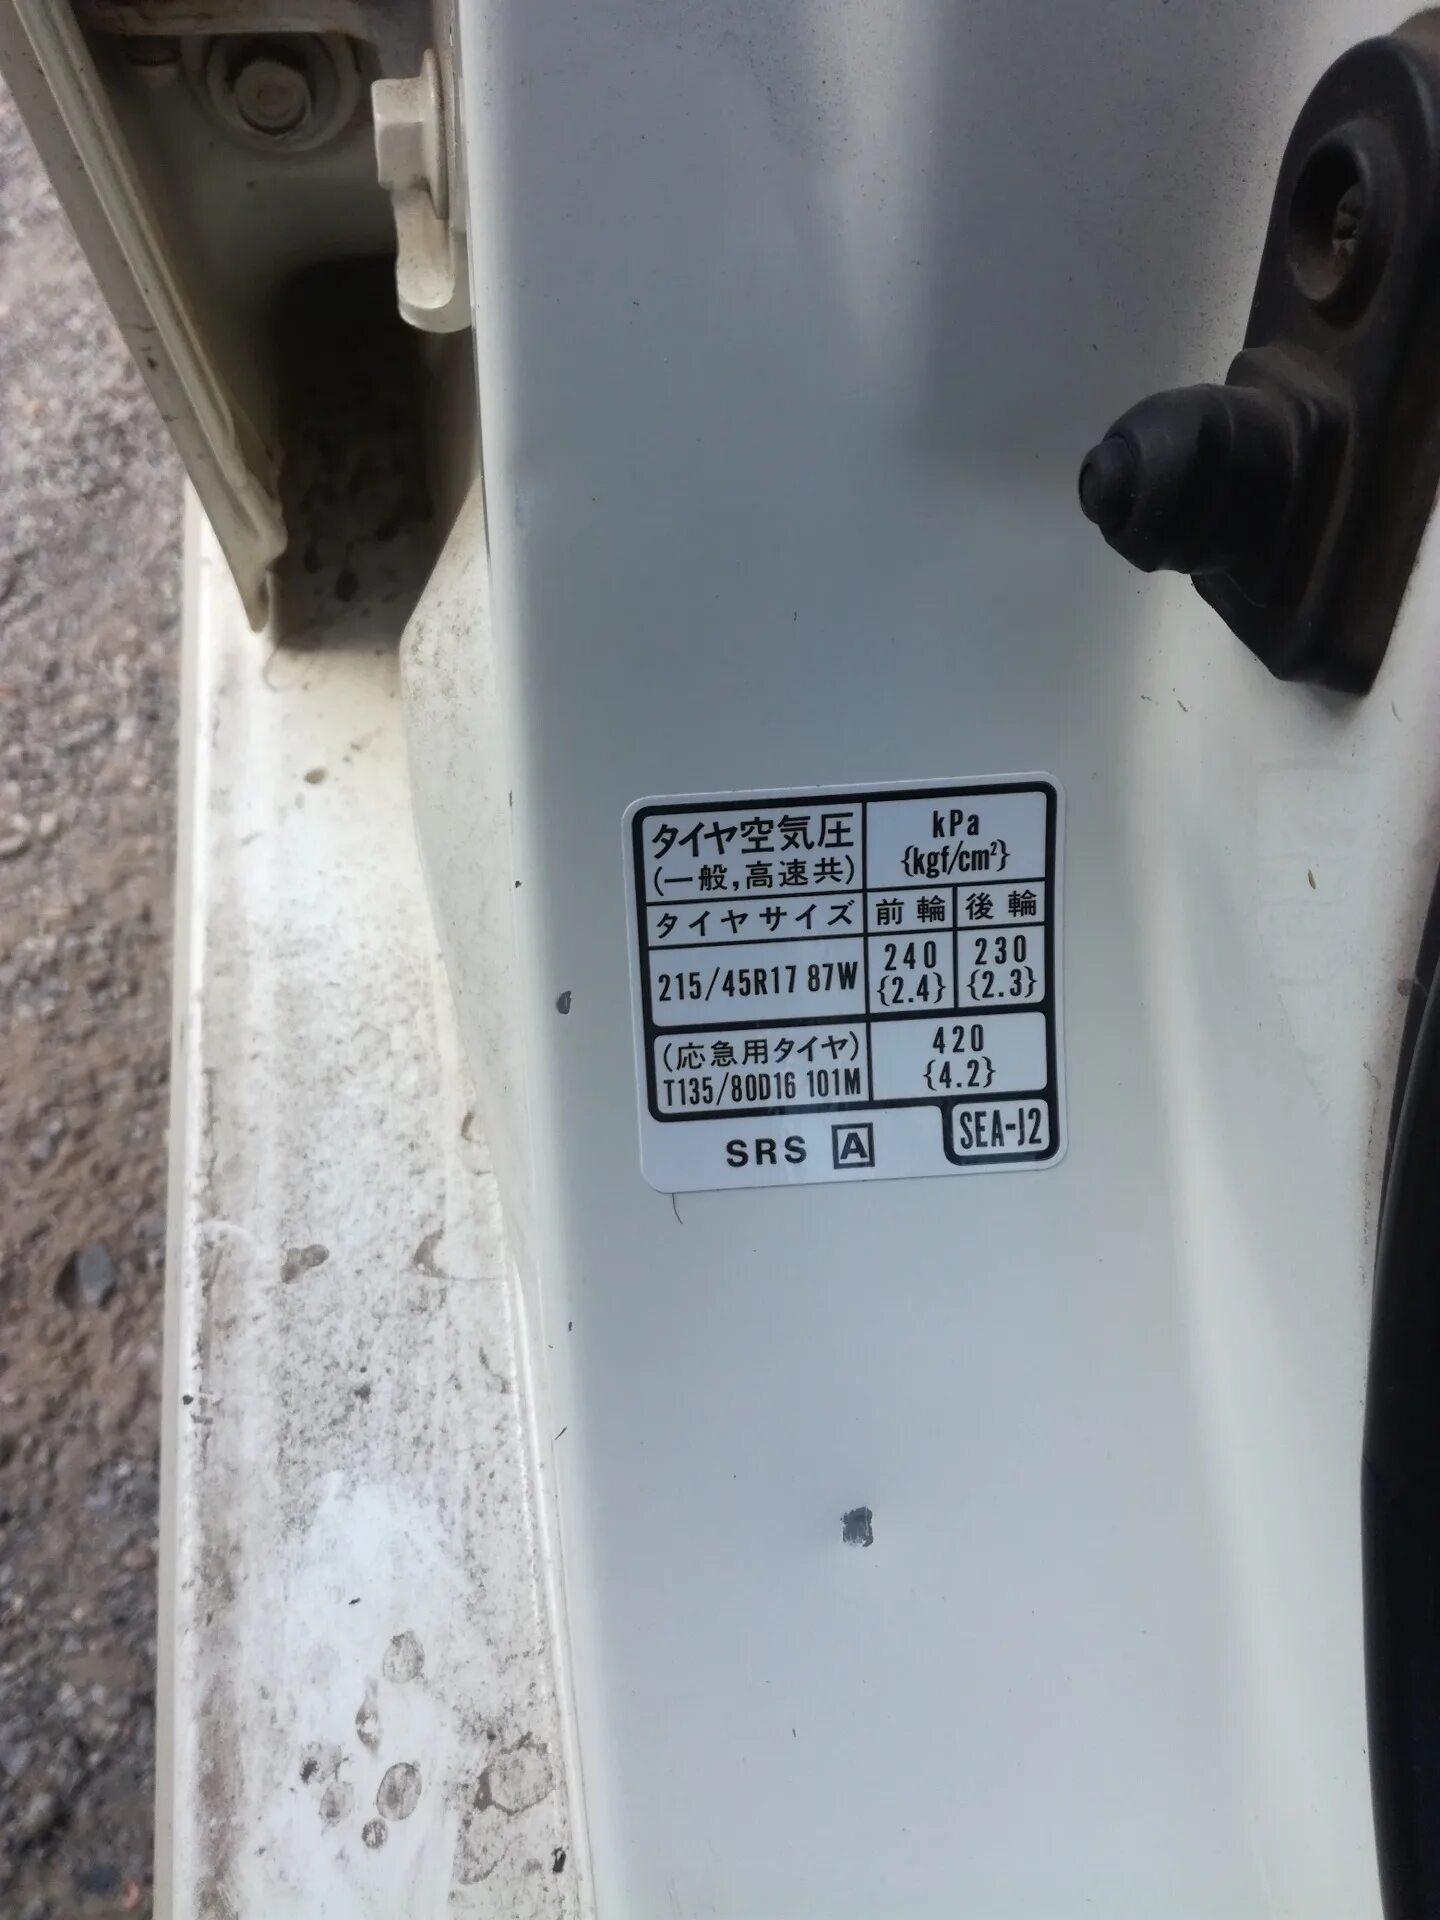 タイヤ空気圧
(一般,高速共)
kPa
{kgf/cm²}
タイヤサイズ 前輪 後輪
215/45R17 87W
240
{2.4}
230
{2.3}
(応急用タイヤ)
T135/80D16 101M
420
{4.2}
SRS A
SEA-J2